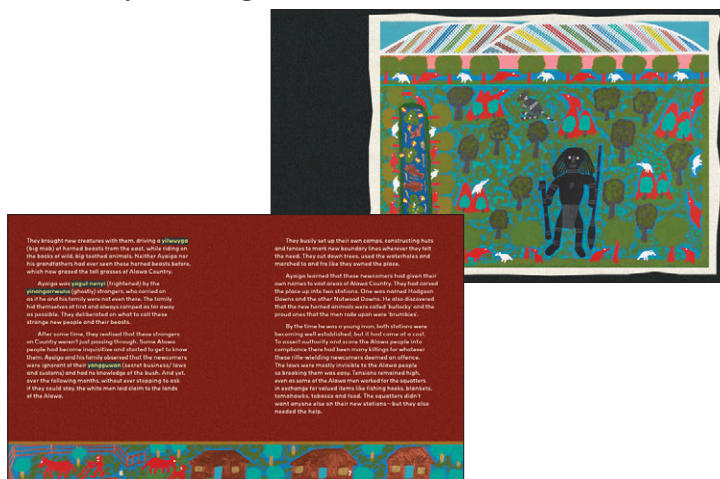 They brought new creatures with them, driving a yilwuyga
(big mob) of horned beasts from the east, while riding on
the backs of wild, big toothed animals. Neither Ayaiga nor
his grandfathers had ever seen these horned beasts before,
which now grazed the tall grasses of Alawa Country.
Ayaiga was yagul-nanyi (frightened) by the
yinangarrwuna (ghostly) strangers, who carried on
as if he and his family were not even there. The family
hid themselves at first and always camped as far away
as possible. They deliberated on what to call these
strange new people and their beasts.
After some time, they realised that these strangers
on Country weren't just passing through. Some Alawa
people had become inquisitive and started to get to know
them. Ayaiga and his family observed that the newcomers
were ignorant of their yangguwan (secret business/ laws
and customs) and had no knowledge of the bush. And yet,
over the following months, without ever stopping to ask
if they could stay, the white men laid claim to the lands
of the Alawa.
They busily set up their own camps, constructing huts
and fences to mark new boundary lines wherever they felt
the need. They cut down trees, used the waterholes and
marched to and fro like they owned the place.
Ayaiga learned that these newcomers had given their
own names to vast areas of Alawa Country. They had carved
the place up into two stations. One was named Hodgson
Downs and the other Nutwood Downs. He also discovered
that the new horned animals were called 'bullocky' and the
proud ones that the men rode upon were 'brumbies'.
By the time he was a young man, both stations were
becoming well established, but it had come at a cost.
To assert authority and scare the Alawa people into
compliance there had been many killings for whatever
these rifle-wielding newcomers deemed an offence.
The laws were mostly invisible to the Alawa people
so breaking them was easy. Tensions remained high,
even as some of the Alawa men worked for the squatters
in exchange for valued items like fishing hooks, blankets,
tomahawks, tobacco and food. The squatters didn't
want anyone else on their new stations—but they also
needed the help.